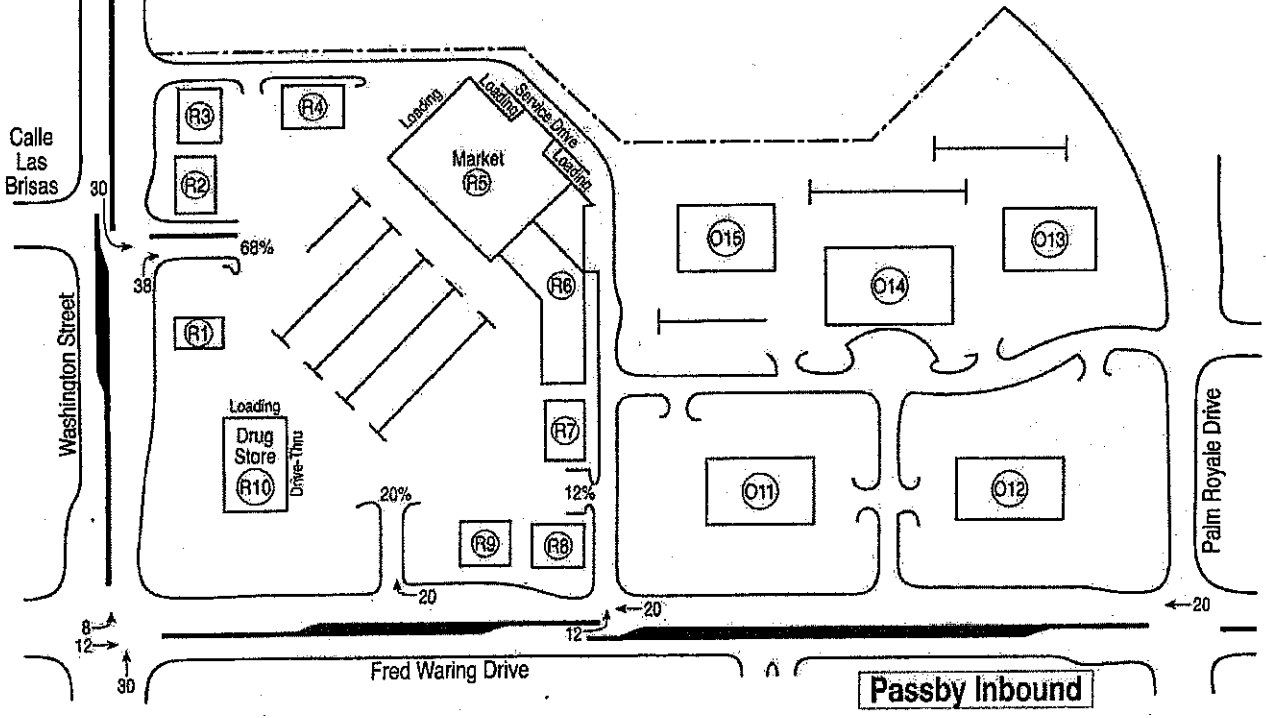 Calle
Las
Brisas
30
R3
R4
R2
Loading
Loading
Service Drive
Loading
Market
R5
68%
38
R1
R6
O15
O14
O13
Washington Street
Loading
Drug
Store
R10
Drive-Thru
R7
20%
12%
R9
R8
O11
O12
Palm Royale Drive
20
20
20
8
12
12
30
Fred Waring Drive
Passby Inbound